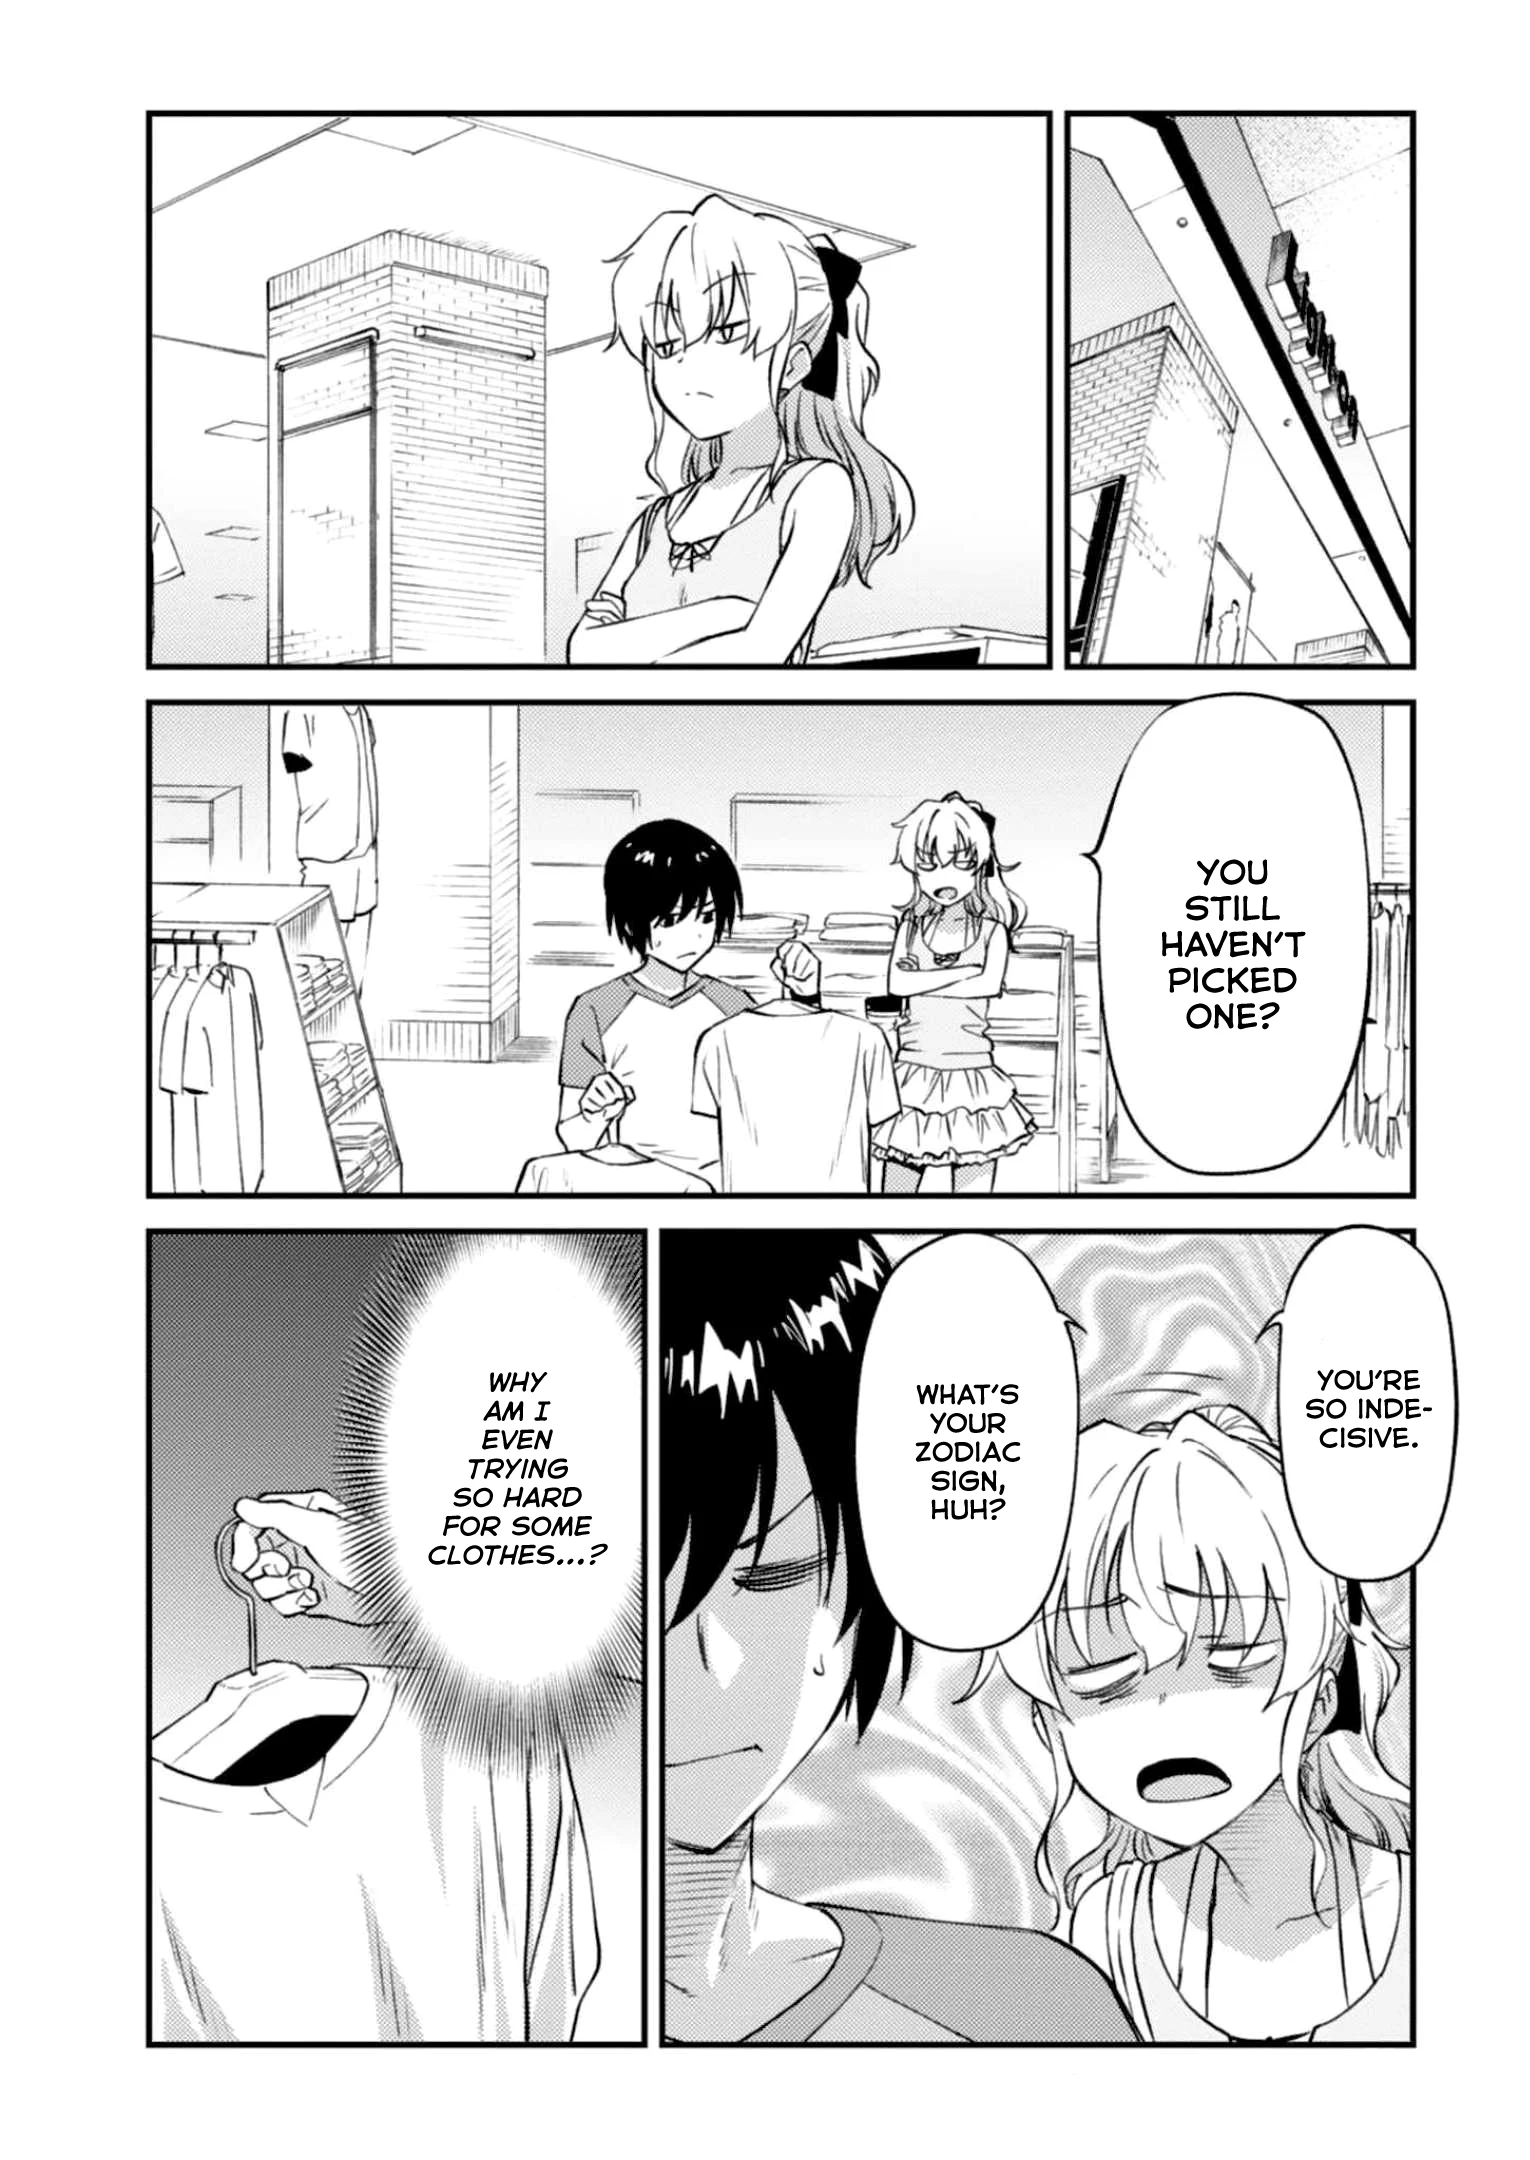 YOU
STILL
HAVEN'T
PICKED
ONE?
YOU'RE
SO INDE-
CISIVE.
WHAT'S
YOUR
ZODIAC
SIGN,
HUH?
WHY
AM I
EVEN
TRYING
SO HARD
FOR SOME
CLOTHES...?